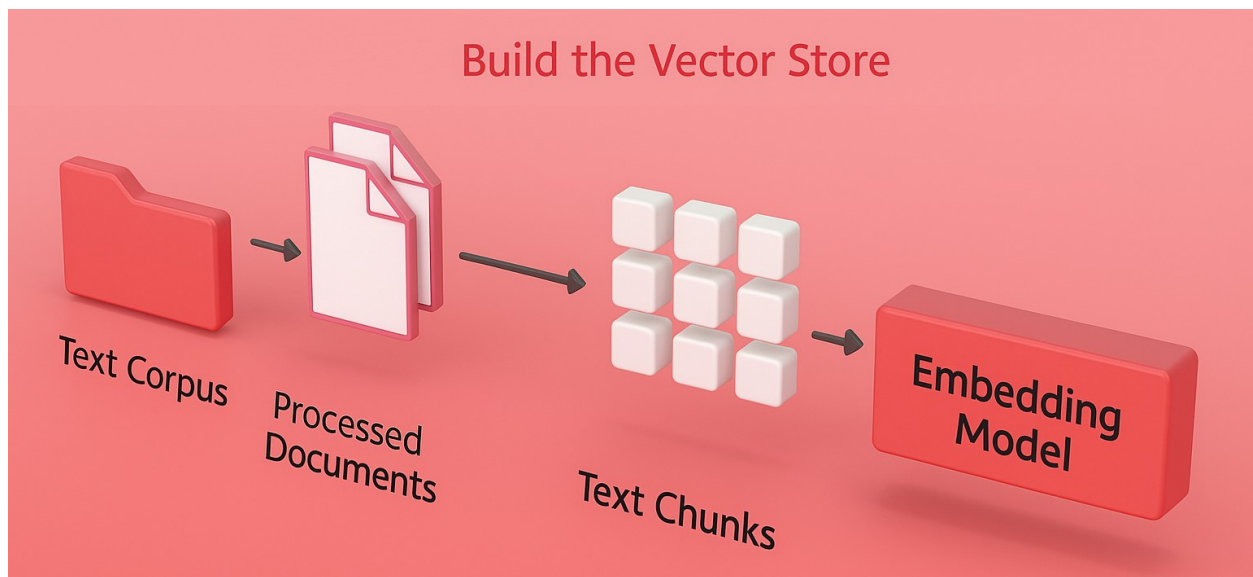 Build the Vector Store
Text Corpus
Processed
Documents
Text Chunks
Embedding
Model